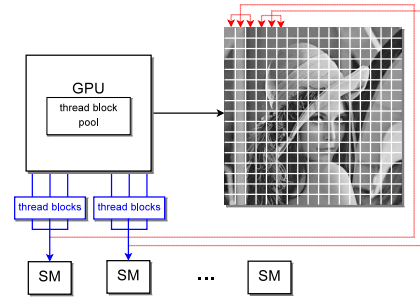 GPU
thread block
pool
thread blocks
thread blocks
SM
SM
...
SM